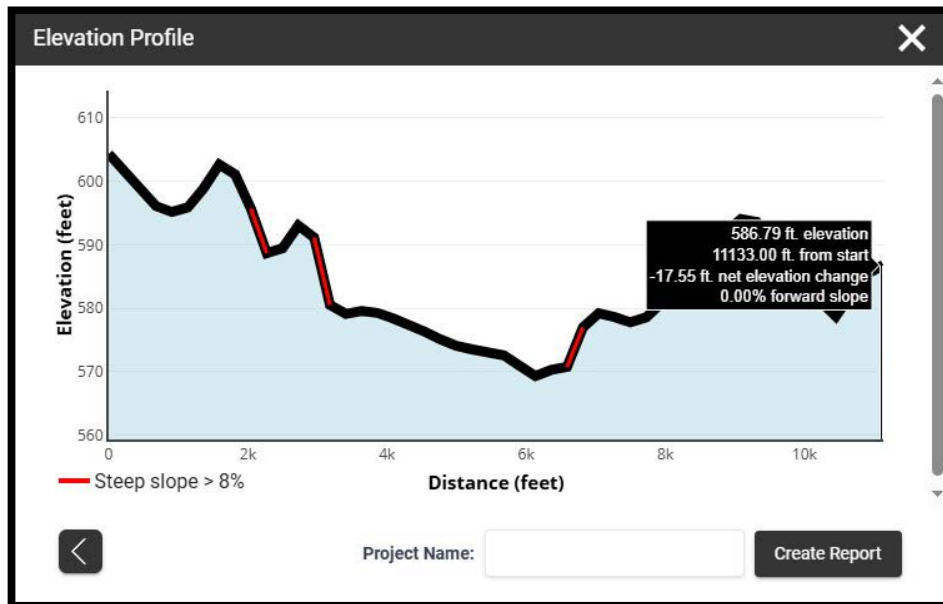 Elevation Profile
610
600
590
580
570
560
Elevation (feet)
586.79 ft. elevation
11133.00 ft. from start
-17.55 ft. net elevation change
0.00% forward slope
0
2k
4k
6k
8k
10k
Distance (feet)
Steep slope > 8%
Project Name:
Create Report